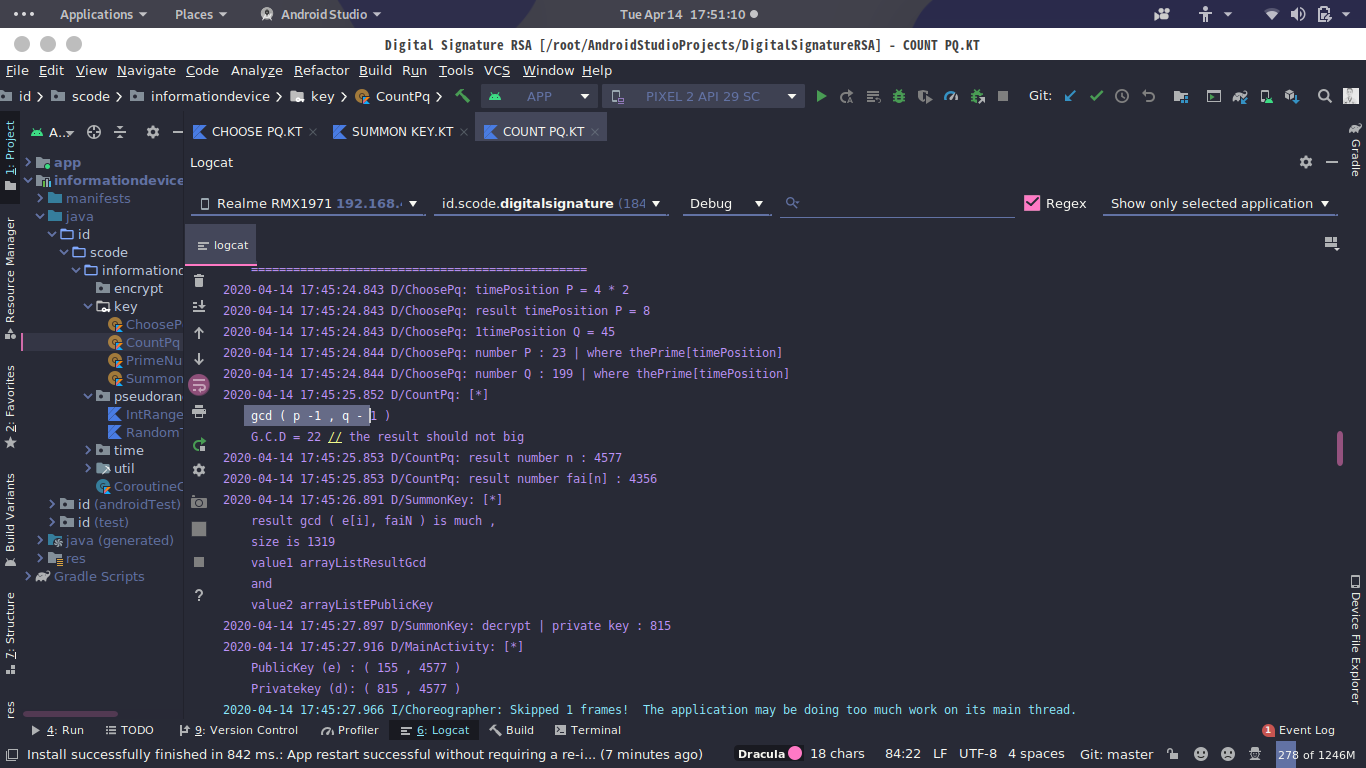 Applications
Places
Android Studio
Tue Apr 14 17:51:10
Digital Signature RSA [/root/AndroidStudioProjects/DigitalSignatureRSA] - COUNT PQ.KT
File Edit View Navigate Code Analyze Refactor Build Run Tools VCS Window Help
id scode informationdevice key CountPq APP PIXEL 2 API 29 SC Git:
A.. CHOOSE PQ.KT SUMMON KEY.KT COUNT PQ.KT
1: Project
Resource Manager
2: Favorites
Build Variants
7: Structure
res
app
informationdevice
manifests
java
id
scode
informationd
encrypt
key
ChooseP
CountPq
PrimeNu
Summon
pseudoran
IntRange
RandomT
time
util
CoroutineC
id (androidTest)
id (test)
java (generated)
res
Gradle Scripts
Logcat
Realme RMX1971 192.168. id.scode.digitalsignature (184 Debug Regex Show only selected application
logcat
================================================
2020-04-14 17:45:24.843 D/ChoosePq: timePosition P = 4 * 2
2020-04-14 17:45:24.843 D/ChoosePq: result timePosition P = 8
2020-04-14 17:45:24.843 D/ChoosePq: 1timePosition Q = 45
2020-04-14 17:45:24.844 D/ChoosePq: number P : 23 | where thePrime[timePosition]
2020-04-14 17:45:24.844 D/ChoosePq: number Q : 199 | where thePrime[timePosition]
2020-04-14 17:45:25.852 D/CountPq: [*]
gcd ( p -1 , q - 1 )
G.C.D = 22 // the result should not big
2020-04-14 17:45:25.853 D/CountPq: result number n : 4577
2020-04-14 17:45:25.853 D/CountPq: result number fai[n] : 4356
2020-04-14 17:45:26.891 D/SummonKey: [*]
result gcd ( e[i], faiN ) is much ,
size is 1319
value1 arrayListResultGcd
and
value2 arrayListEPublicKey
2020-04-14 17:45:27.897 D/SummonKey: decrypt | private key : 815
2020-04-14 17:45:27.916 D/MainActivity: [*]
PublicKey (e) : ( 155 , 4577 )
Privatekey (d): ( 815 , 4577 )
2020-04-14 17:45:27.966 I/Choreographer: Skipped 1 frames!  The application may be doing too much work on its main thread.
Gradle
Device File Explorer
4: Run TODO 9: Version Control Profiler 6: Logcat Build Terminal 1 Event Log
Install successfully finished in 842 ms.: App restart successful without requiring a re-i... (7 minutes ago) Dracula 18 chars 84:22 LF UTF-8 4 spaces Git: master 278 of 1246M